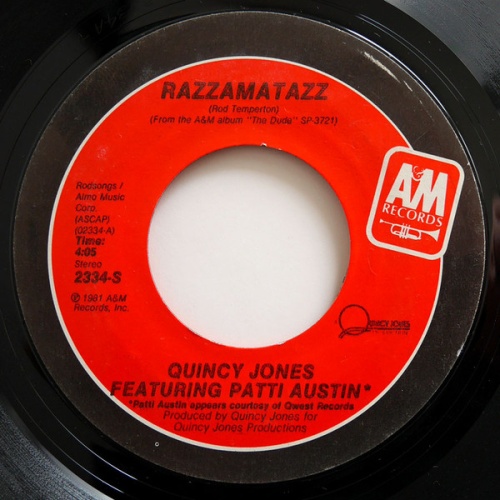 RAZZAMATAZZ
(Rod Temperton)
(From the A&M album "The Dude" SP-3721)
A&M
RECORDS
Rodsongs /
Almo Music
Corp.
(ASCAP)
(02334-A)
Time:
4:05
Stereo
2334-S
℗ 1981 A&M
Records, Inc.
QUINCY JONES
QUINCY JONES
FEATURING PATTI AUSTIN*
*Patti Austin appears courtesy of Qwest Records
Produced by Quincy Jones for
Quincy Jones Productions